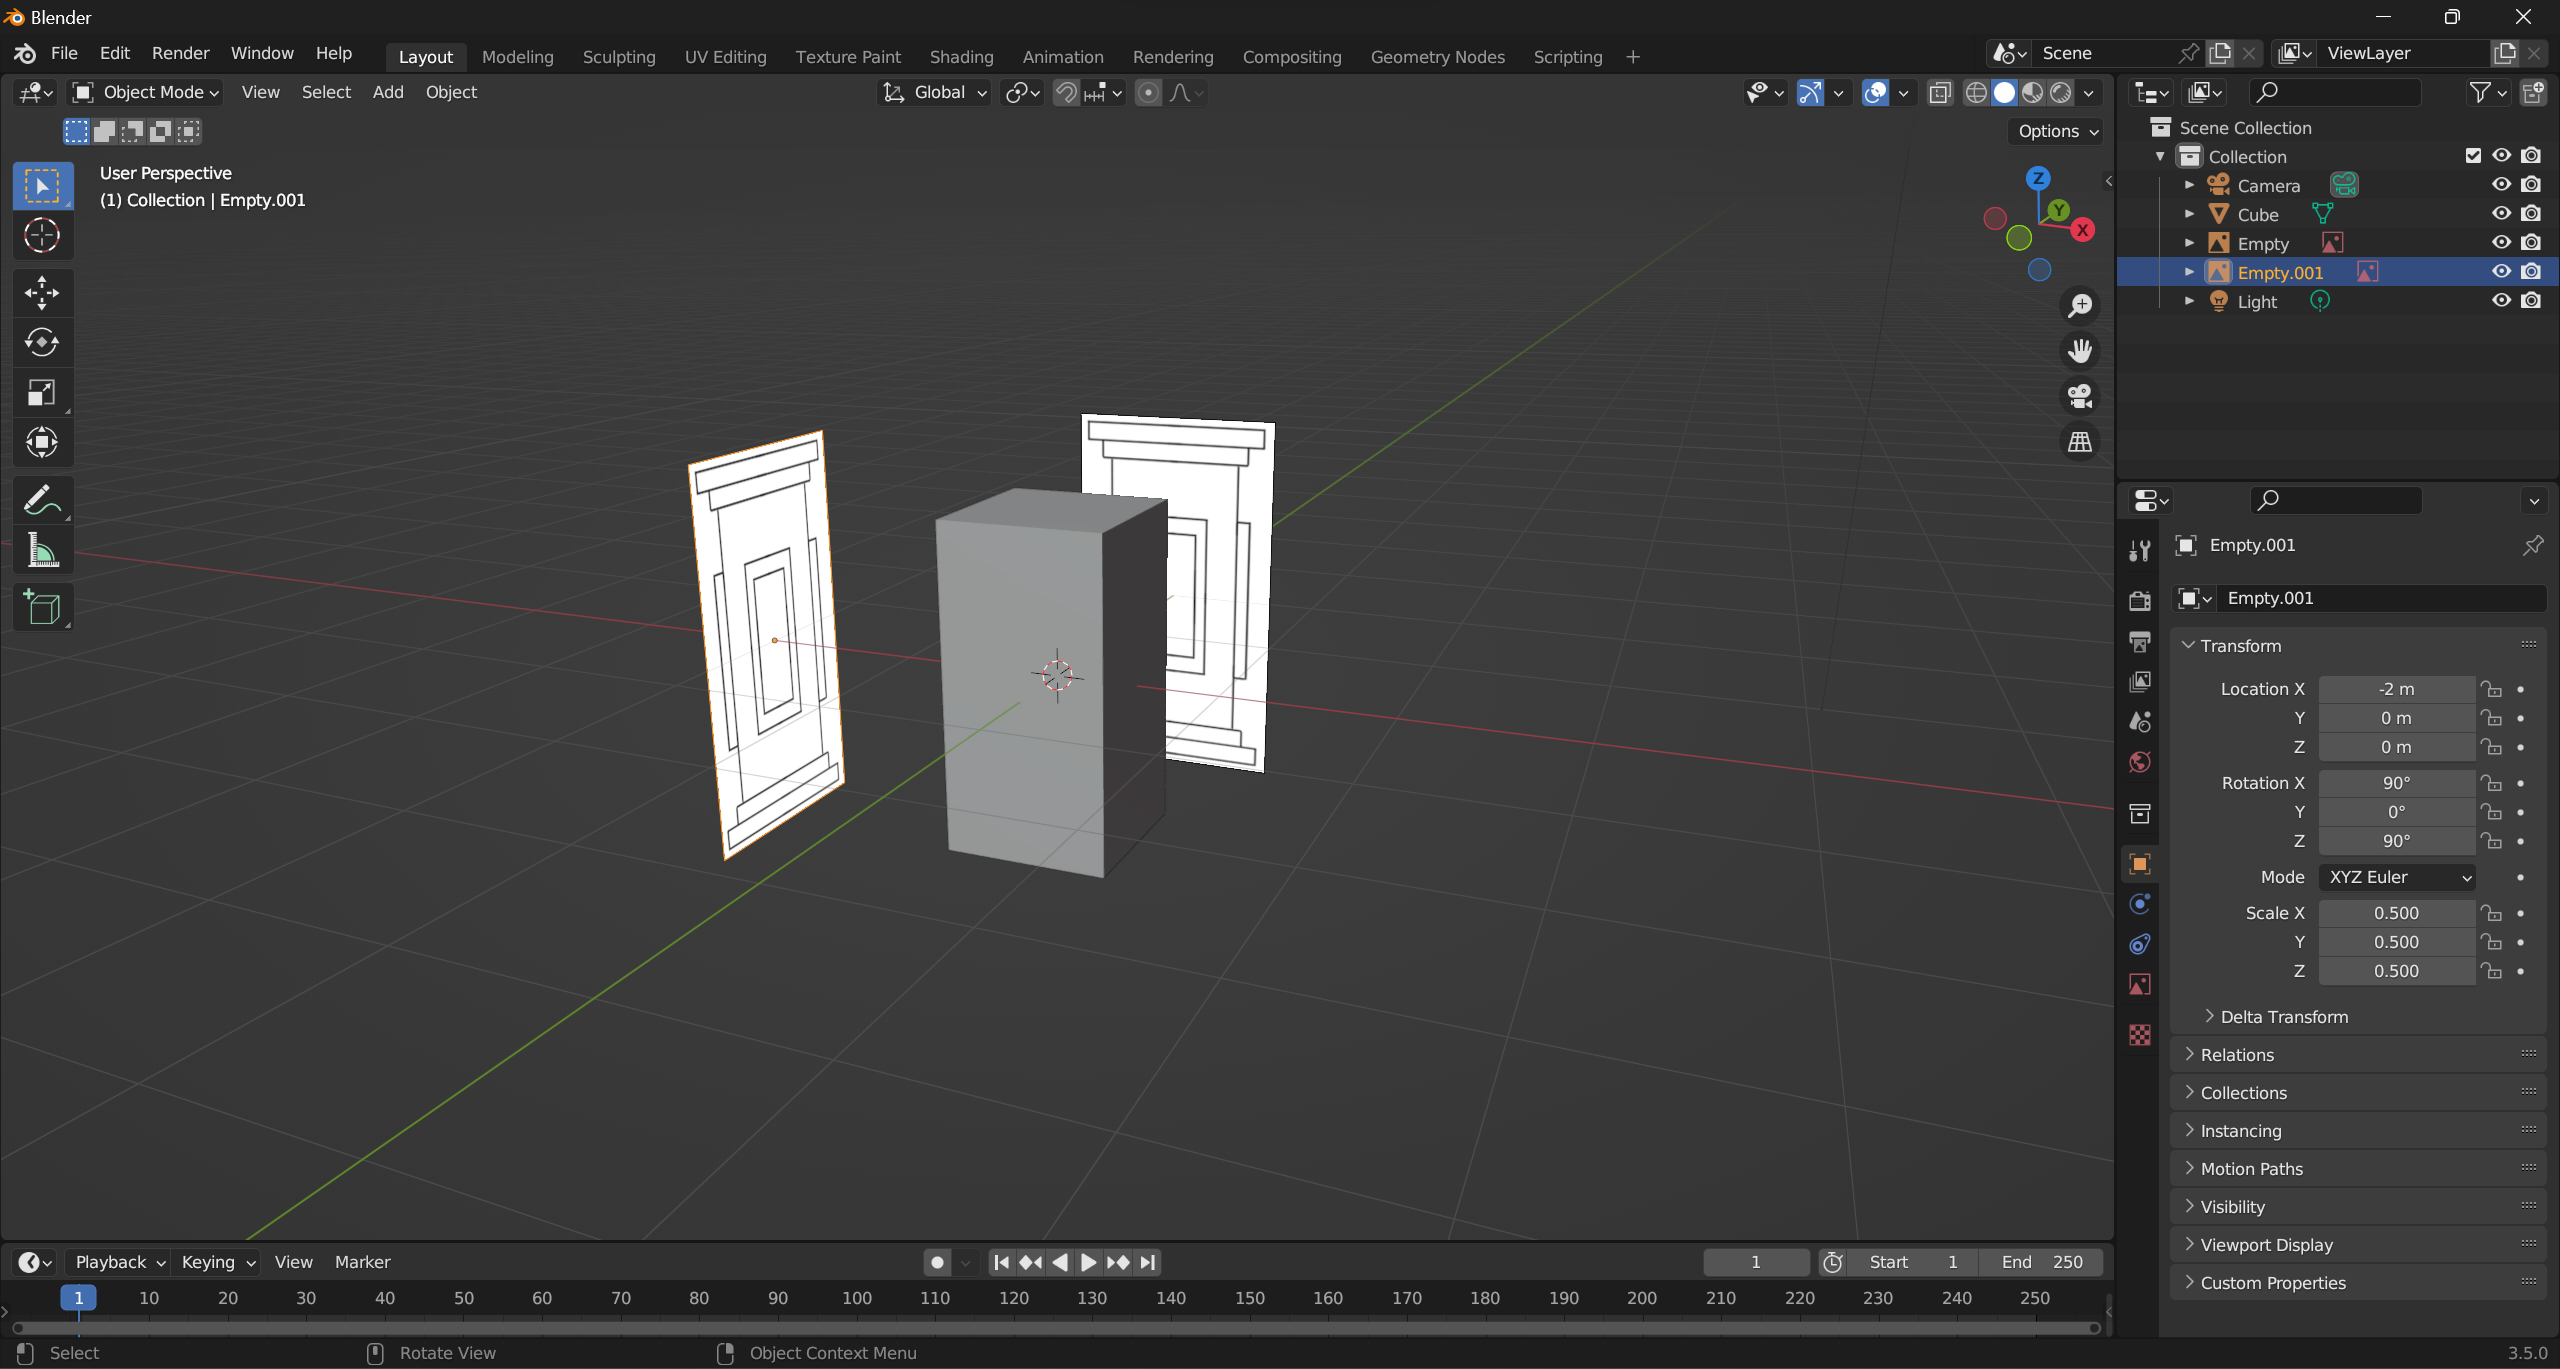 Blender
File Edit Render Window Help Layout Modeling Sculpting UV Editing Texture Paint Shading Animation Rendering Compositing Geometry Nodes Scripting + Scene ViewLayer
Object Mode View Select Add Object Global
Options
User Perspective
(1) Collection | Empty.001
Z
Y
X
Scene Collection
Collection
Camera
Cube
Empty
Empty.001
Light
Empty.001
Empty.001
Transform
Location X -2 m
Y 0 m
Z 0 m
Rotation X 90°
Y 0°
Z 90°
Mode XYZ Euler
Scale X 0.500
Y 0.500
Z 0.500
Delta Transform
Relations
Collections
Instancing
Motion Paths
Visibility
Viewport Display
Custom Properties
Playback Keying View Marker 1 Start 1 End 250
1 10 20 30 40 50 60 70 80 90 100 110 120 130 140 150 160 170 180 190 200 210 220 230 240 250
Select Rotate View Object Context Menu 3.5.0